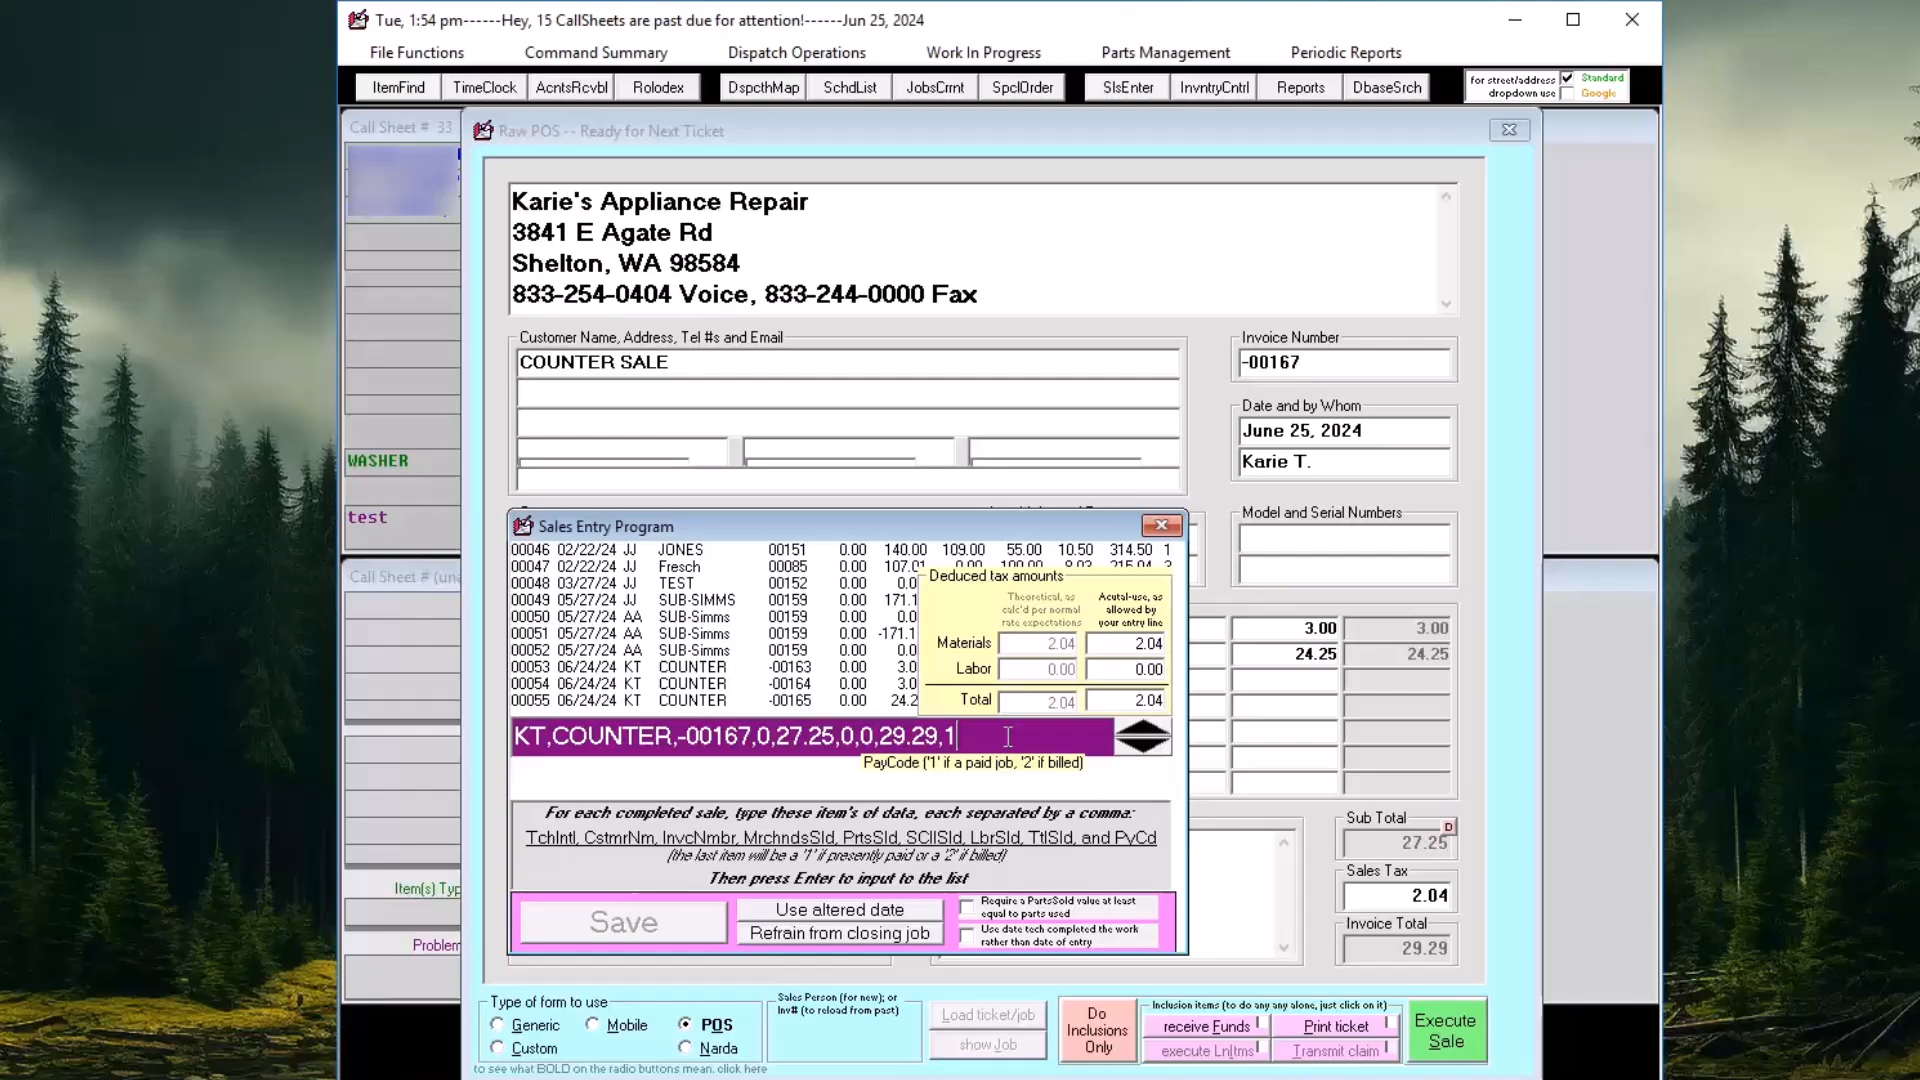 Tue, 1:54 pm------Hey, 15 CallSheets are past due for attention!------Jun 25, 2024
File Functions Command Summary Dispatch Operations Work In Progress Parts Management Periodic Reports
ItemFind TimeClock AcntsRcvbl Rolodex DspcthMap SchdList JobsCrrnt SpclOrder SlsEnter InvntryCntrl Reports DbaseSrch
for street/address dropdown use Standard Google
Call Sheet # 33
Raw POS -- Ready for Next Ticket
Karie's Appliance Repair
3841 E Agate Rd
Shelton, WA 98584
833-254-0404 Voice, 833-244-0000 Fax
Customer Name, Address, Tel #s and Email
COUNTER SALE
Invoice Number
-00167
Date and by Whom
June 25, 2024
Karie T.
WASHER
test
Model and Serial Numbers
Sales Entry Program
00046 02/22/24 JJ JONES 00151 0.00 140.00 109.00 55.00 10.50 314.50 1
00047 02/22/24 JJ Fresch 00085 0.00 107.01
00048 03/27/24 JJ TEST 00152 0.00 0.0
00049 05/27/24 JJ SUB-SIMMS 00159 0.00 171.1
00050 05/27/24 AA SUB-Simms 00159 0.00 0.0
00051 05/27/24 AA SUB-Simms 00159 0.00 -171.1
00052 05/27/24 AA SUB-Simms 00159 0.00 0.0
00053 06/24/24 KT COUNTER -00163 0.00 3.0
00054 06/24/24 KT COUNTER -00164 0.00 3.0
00055 06/24/24 KT COUNTER -00165 0.00 24.2
Deduced tax amounts
Theoretical, as calc'd per normal rate expectations
Acutal-use, as allowed by your entry line
Materials 2.04 2.04
Labor 0.00 0.00
Total 2.04 2.04
KT,COUNTER,-00167,0,27.25,0,0,29.29,1
PayCode ('1' if a paid job, '2' if billed)
For each completed sale, type these item's of data, each separated by a comma:
TchIntl, CstmrNm, InvcNmbr, MrchndsSld, PrtsSld, SCllSld, LbrSld, TtlSld, and PyCd
(the last item will be a '1' if presently paid or a '2' if billed)
Then press Enter to input to the list
Save
Use altered date
Refrain from closing job
Require a PartsSold value at least equal to parts used
Use date tech completed the work rather than date of entry
3.00 3.00
24.25 24.25
Sub Total
D
27.25
Sales Tax
2.04
Invoice Total
29.29
Call Sheet # (un
Item(s) Typ
Problem
Type of form to use
Generic Mobile POS
Custom Narda
to see what BOLD on the radio buttons mean, click here
Sales Person (for new); or
Inv# (to reload from past)
Load ticket/job
show Job
Do Inclusions Only
Inclusion items (to do any any alone, just click on it)
receive Funds Print ticket
execute LnItms Transmit claim
Execute Sale